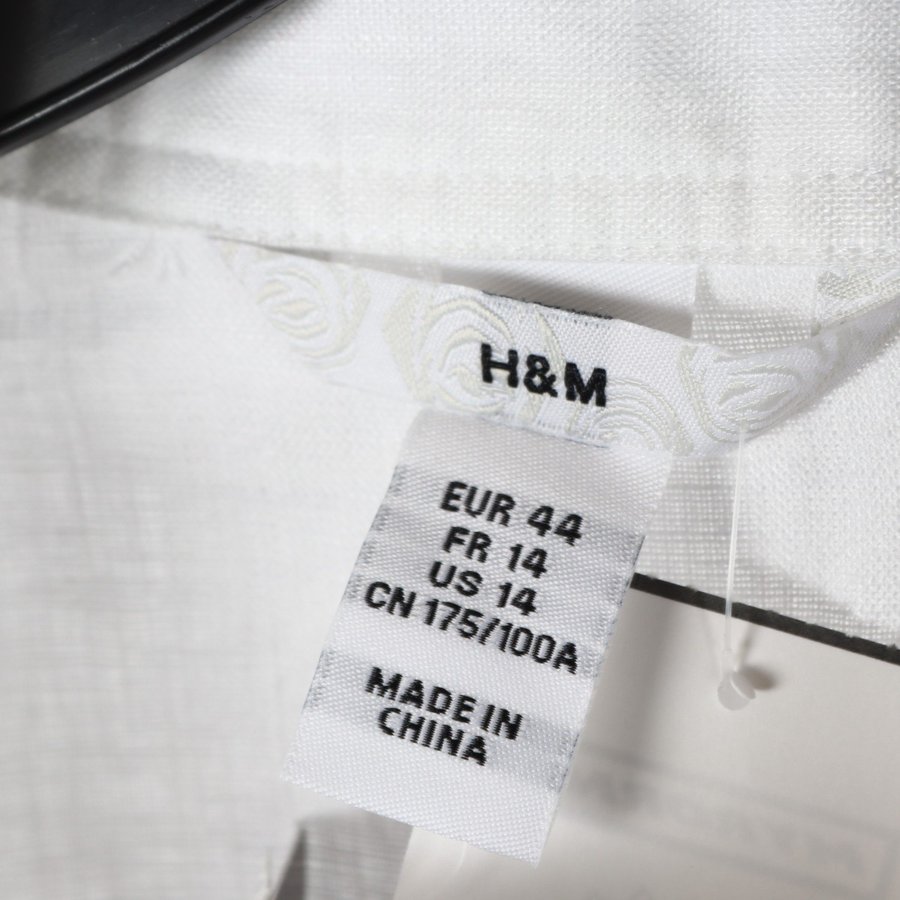 H&M
EUR 44
FR 14
US 14
CN 175/100A
MADE IN
CHINA